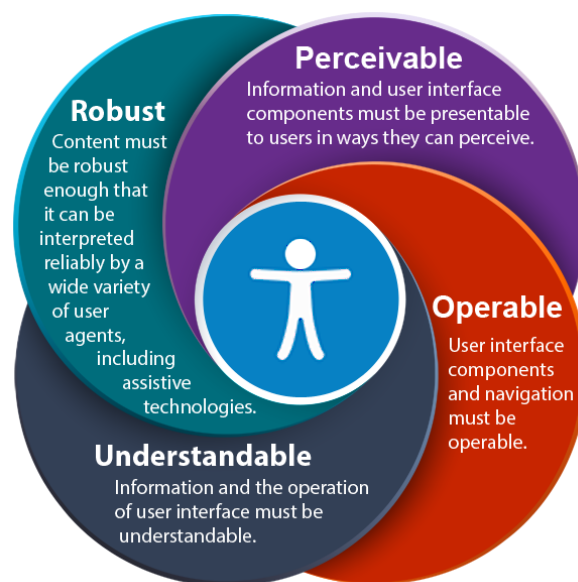 Perceivable
Information and user interface
components must be presentable
to users in ways they can perceive.
Operable
User interface
components
and navigation
must be
operable.
Understandable
Information and the operation
of user interface must be
understandable.
Robust
Content must
be robust
enough that
it can be
interpreted
reliably by a
wide variety
of user
agents,
including
assistive
technologies.